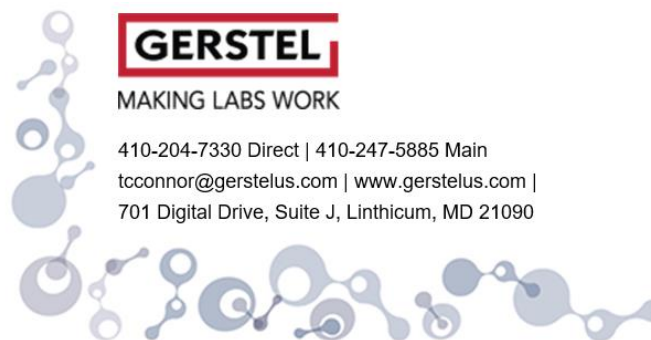 GERSTEL
MAKING LABS WORK
410-204-7330 Direct | 410-247-5885 Main
tcconnor@gerstelus.com | www.gerstelus.com |
701 Digital Drive, Suite J, Linthicum, MD 21090